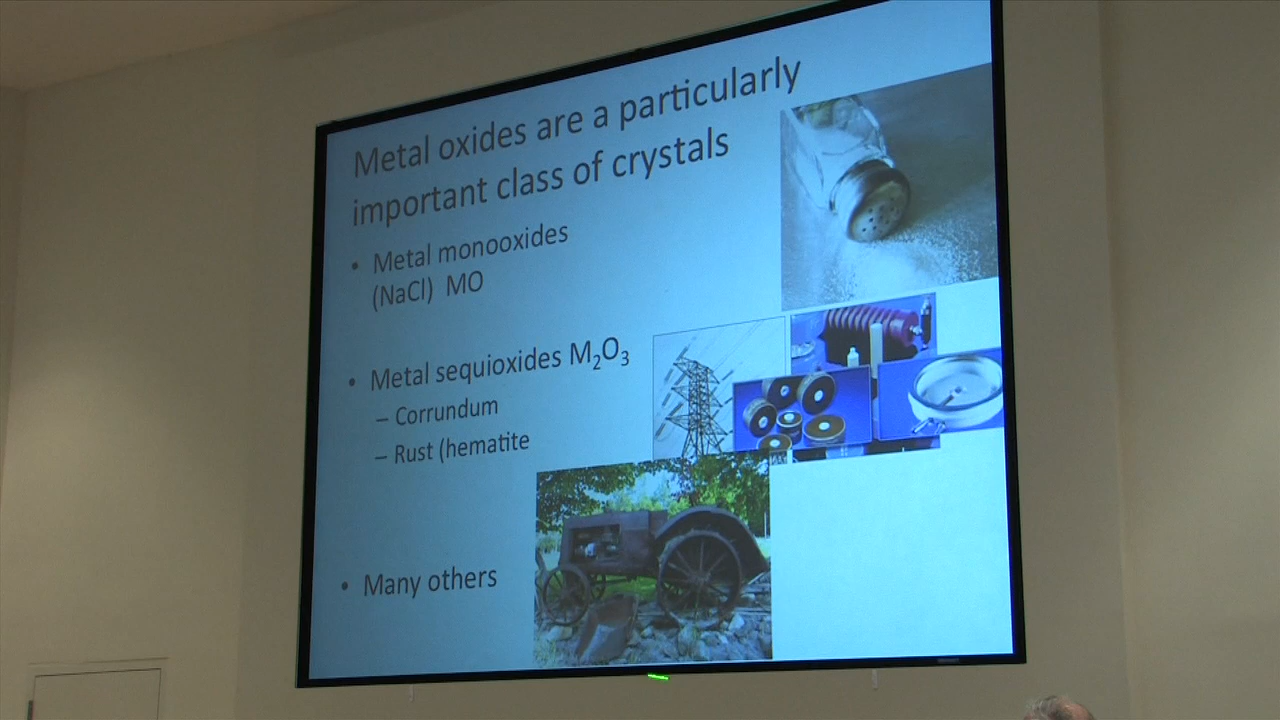 Metal oxides are a particularly
important class of crystals
• Metal monooxides
(NaCl) MO
• Metal sequioxides M₂O₃
– Corrundum
– Rust (hematite
• Many others